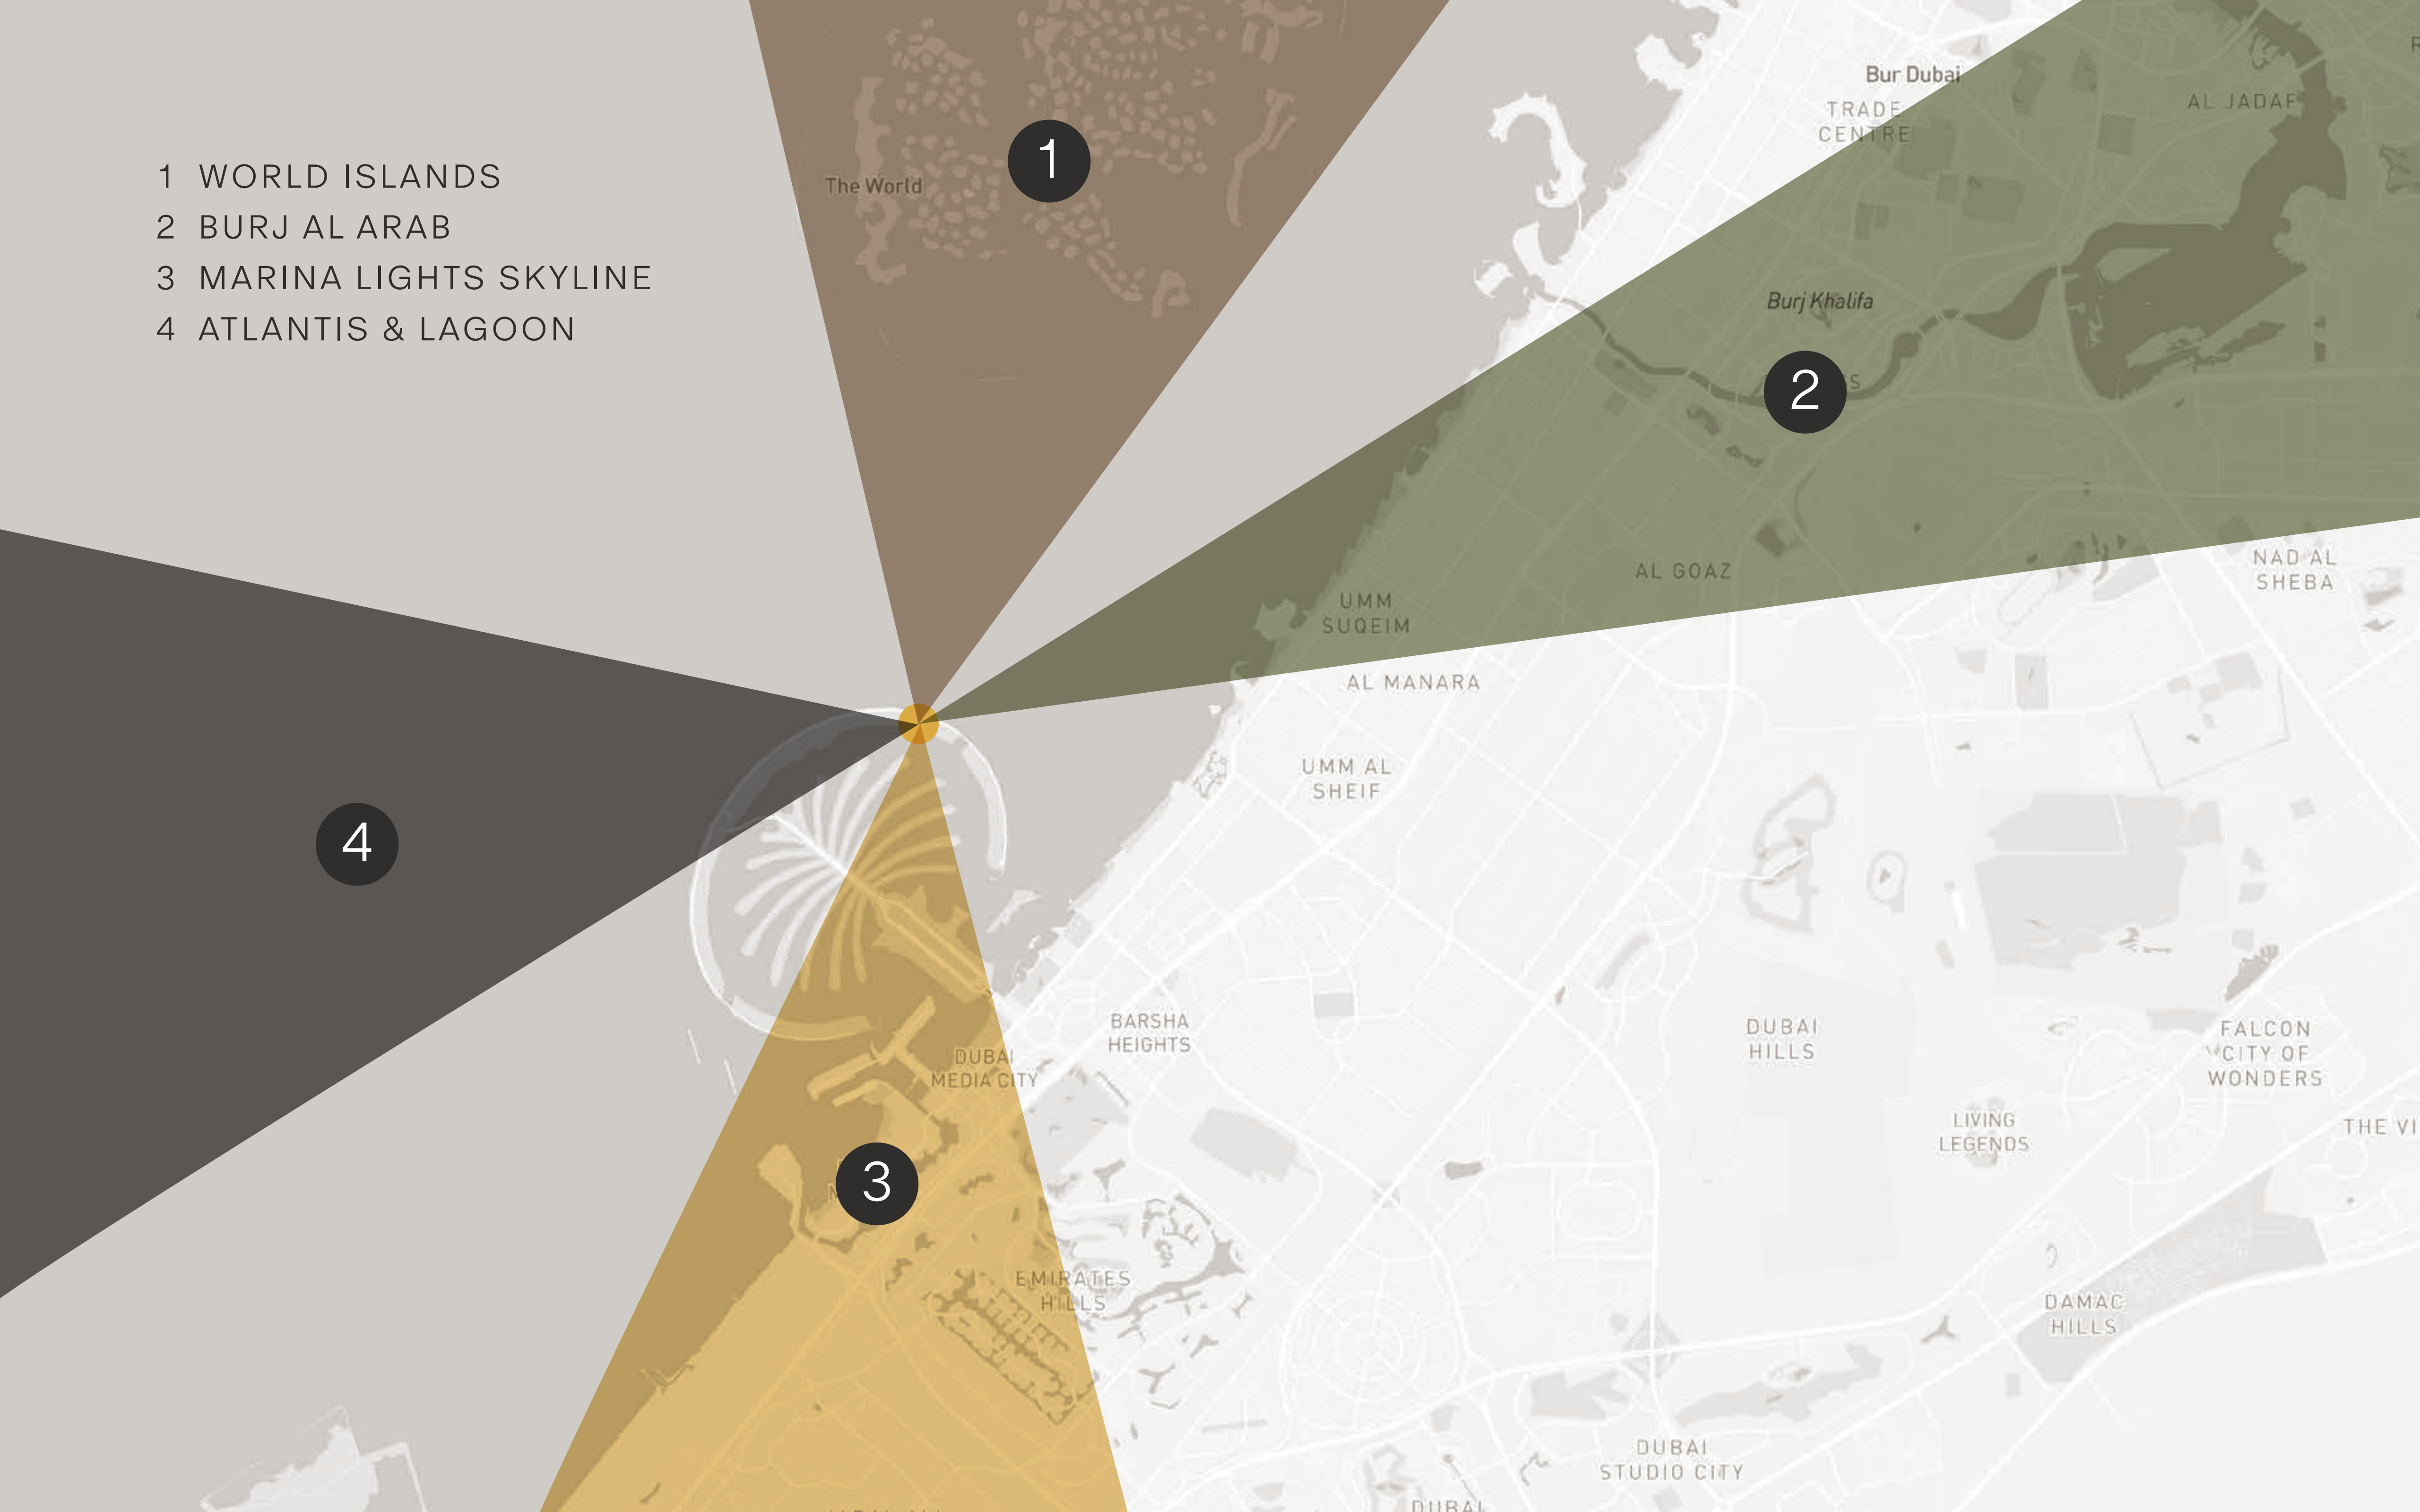 1 WORLD ISLANDS
2 BURJ AL ARAB
3 MARINA LIGHTS SKYLINE
4 ATLANTIS & LAGOON
1
The World
Bur Dubai
TRADE
CENTRE
AL JADAF
Burj Khalifa
2
AL GOAZ
NAD AL
SHEBA
UMM
SUQEIM
AL MANARA
UMM AL
SHEIF
4
BARSHA
HEIGHTS
DUBAI
MEDIA CITY
DUBAI
HILLS
FALCON
CITY OF
WONDERS
LIVING
LEGENDS
THE VI
3
EMIRATES
HILLS
DAMAC
HILLS
DUBAI
STUDIO CITY
DUBAI